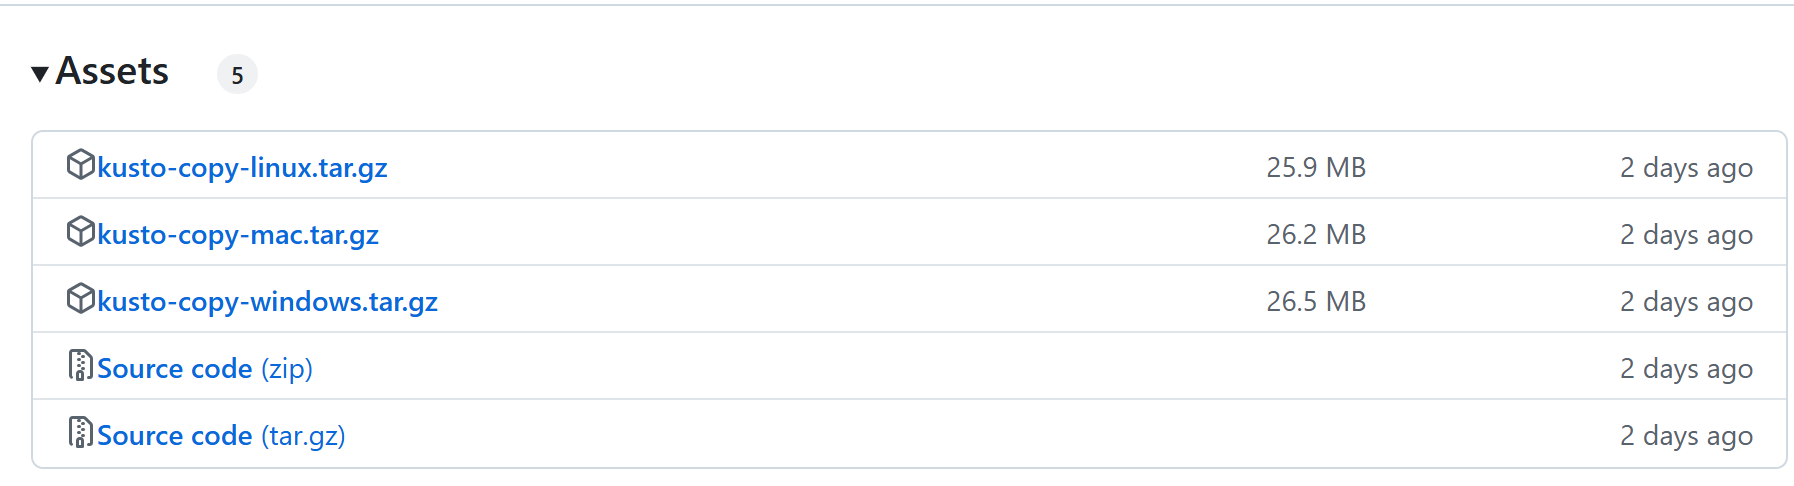 Assets 5
kusto-copy-linux.tar.gz 25.9 MB 2 days ago
kusto-copy-mac.tar.gz 26.2 MB 2 days ago
kusto-copy-windows.tar.gz 26.5 MB 2 days ago
Source code (zip) 2 days ago
Source code (tar.gz) 2 days ago